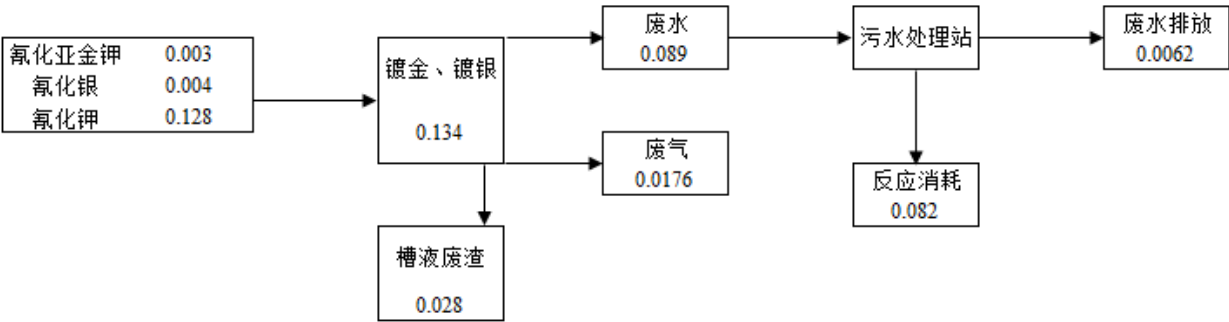 氰化亚金钾 0.003
氰化银 0.004
氰化钾 0.128
镀金、镀银
0.134
废水
0.089
污水处理站
废水排放
0.0062
废气
0.0176
反应消耗
0.082
槽液废渣
0.028